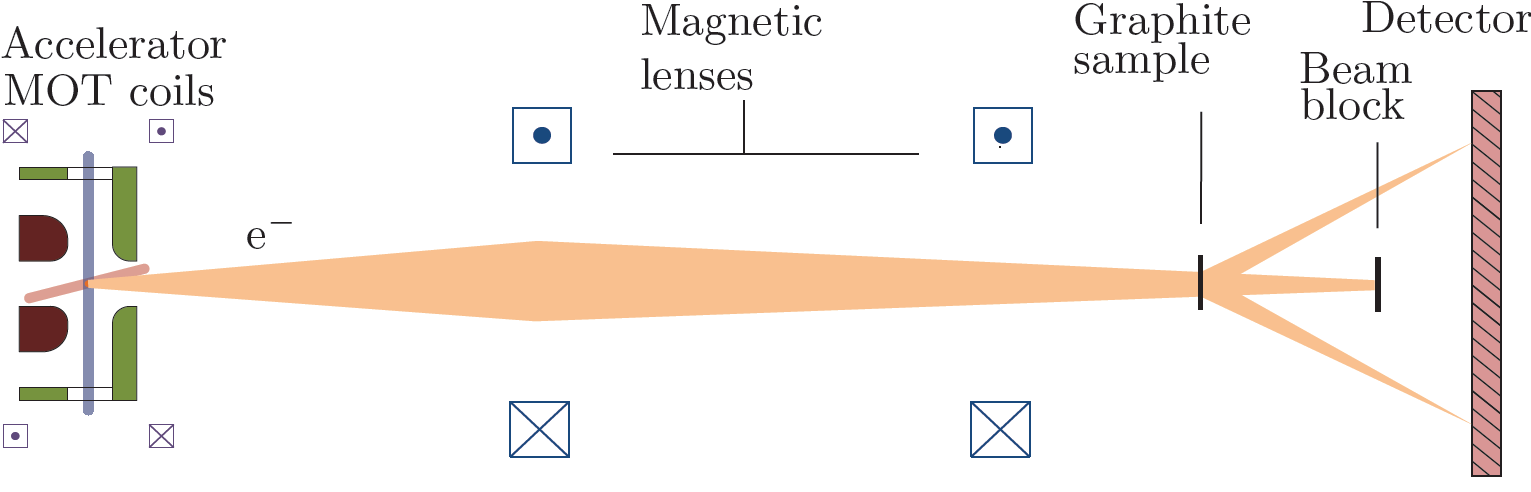 Accelerator
MOT coils
e−
Magnetic
lenses
Graphite
sample
Beam
block
Detector